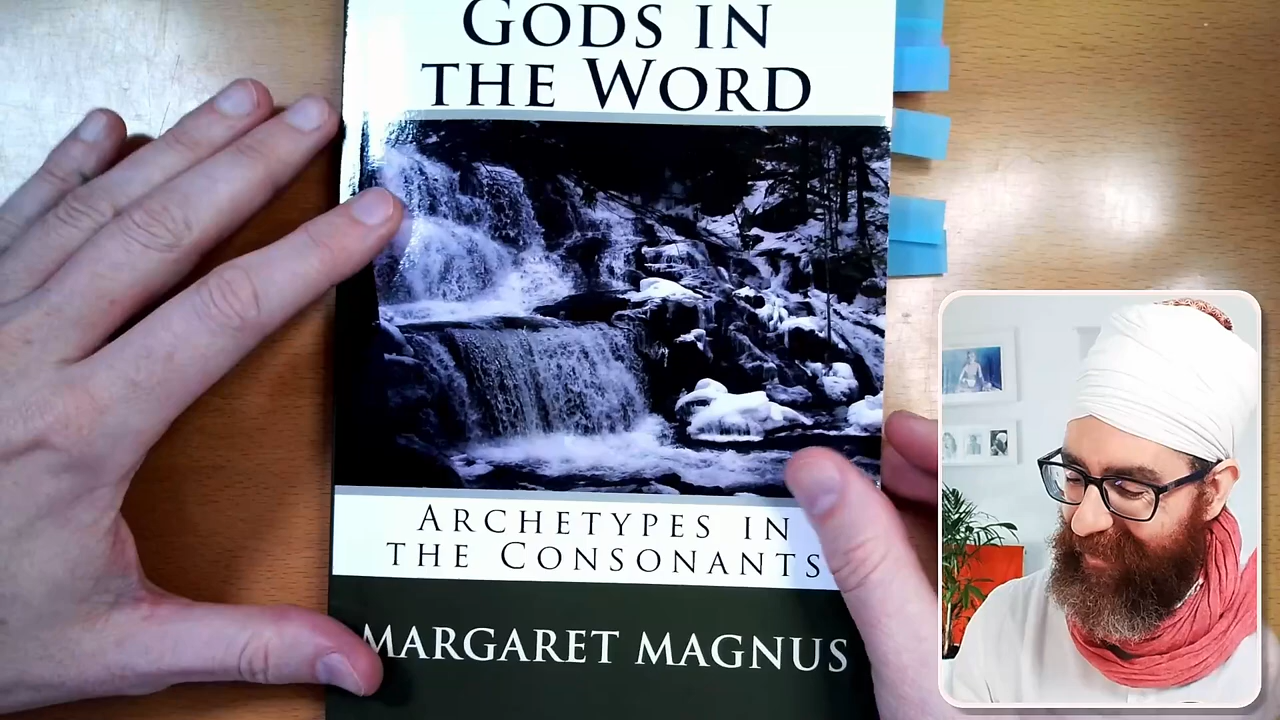 GODS IN
THE WORD
ARCHETYPES IN
THE CONSONANTS
MARGARET MAGNUS